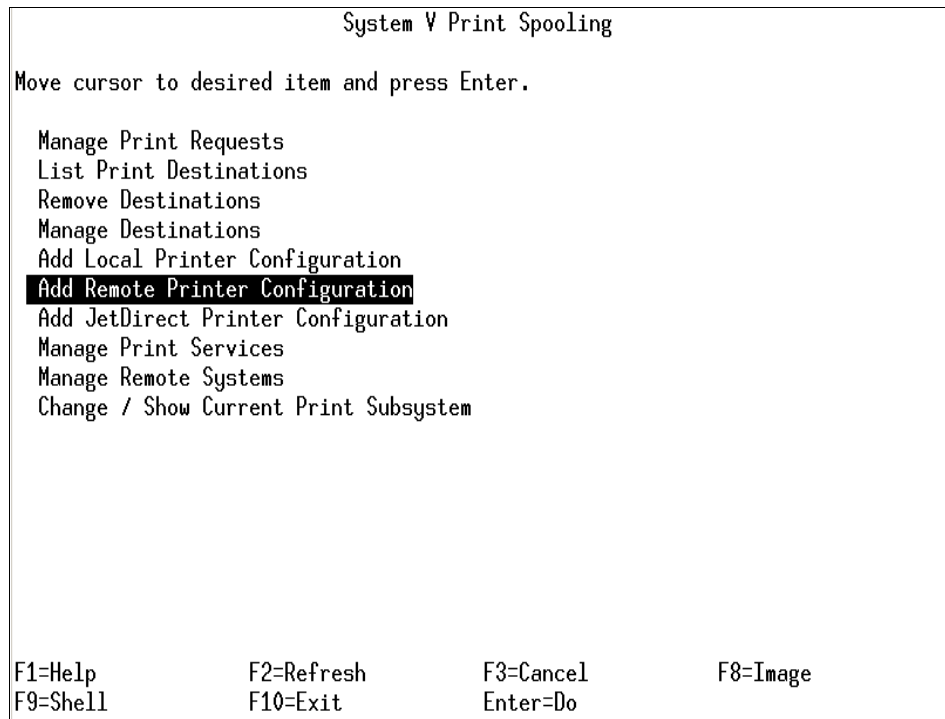 System V Print Spooling
Move cursor to desired item and press Enter.
Manage Print Requests
List Print Destinations
Remove Destinations
Manage Destinations
Add Local Printer Configuration
Add Remote Printer Configuration
Add JetDirect Printer Configuration
Manage Print Services
Manage Remote Systems
Change / Show Current Print Subsystem
F1=Help F2=Refresh F3=Cancel F8=Image
F9=Shell F10=Exit Enter=Do